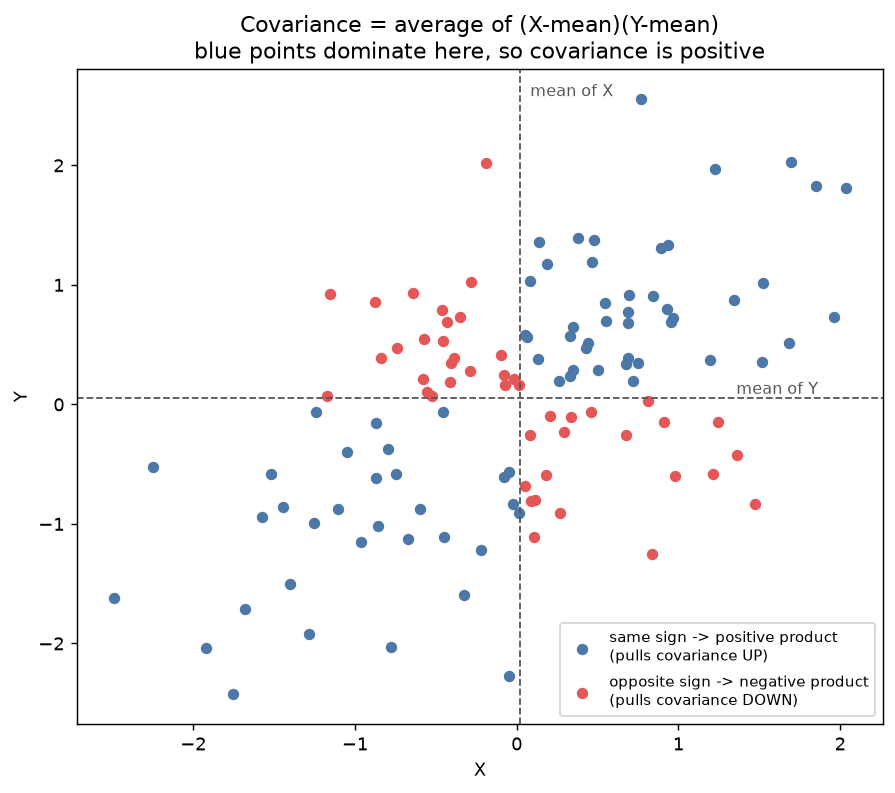 Covariance = average of (X-mean)(Y-mean)
blue points dominate here, so covariance is positive
mean of X
mean of Y
Y
2
1
0
−1
−2
−2
−1
0
1
2
X
same sign -> positive product
(pulls covariance UP)
opposite sign -> negative product
(pulls covariance DOWN)